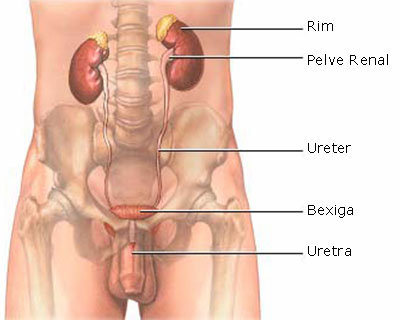 Rim
Pelve Renal
Ureter
Bexiga
Uretra